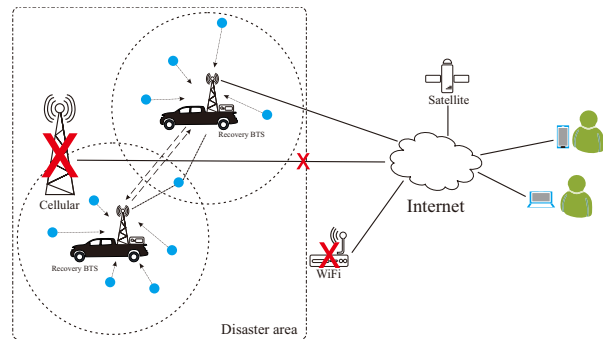 Satellite
Recovery BTS
Cellular
Internet
Recovery BTS
WiFi
Disaster area